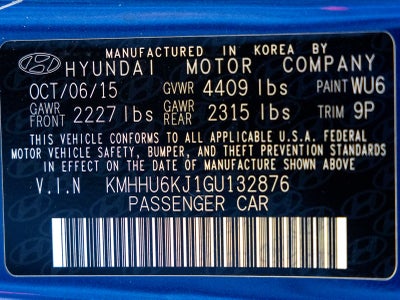 MANUFACTURED IN KOREA BY
HYUNDAI MOTOR COMPANY
OCT/06/15 GVWR 4409 lbs PAINT WU6
GAWR FRONT 2227 lbs GAWR REAR 2315 lbs TRIM 9P
THIS VEHICLE CONFORMS TO ALL APPLICABLE U.S.A. FEDERAL
MOTOR VEHICLE SAFETY, BUMPER, AND THEFT PREVENTION STANDARDS
IN EFFECT ON THE DATE OF MANUFACTURE SHOWN ABOVE.
V.I.N KMHHU6KJ1GU132876
PASSENGER CAR